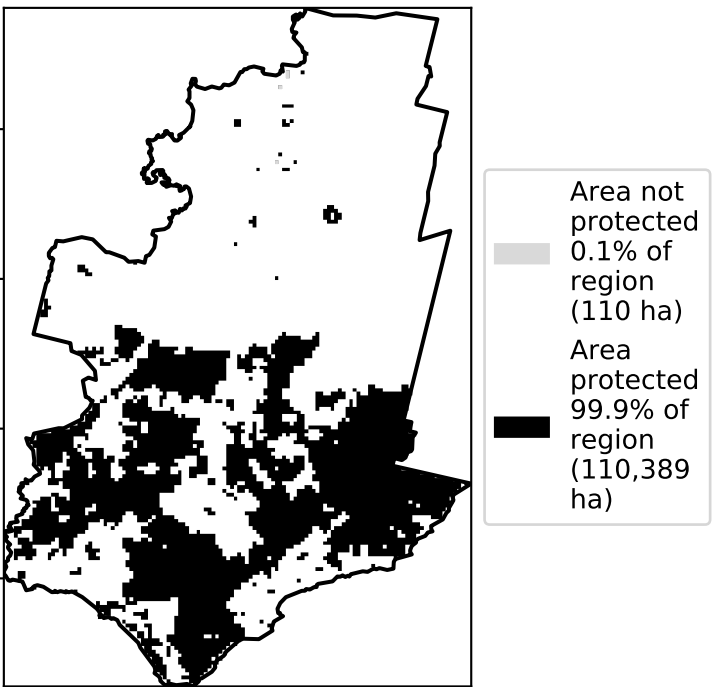 Area not
protected
0.1% of
region
(110 ha)
Area
protected
99.9% of
region
(110,389
ha)